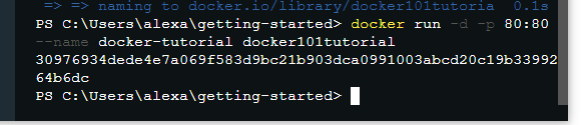 => => naming to docker.io/library/docker101tutoria 0.1s
PS C:\Users\alexa\getting-started> docker run -d -p 80:80
--name docker-tutorial docker101tutorial
30976934dede4e7a069f583d9bc21b903dca0991003abcd20c19b33992
64b6dc
PS C:\Users\alexa\getting-started>